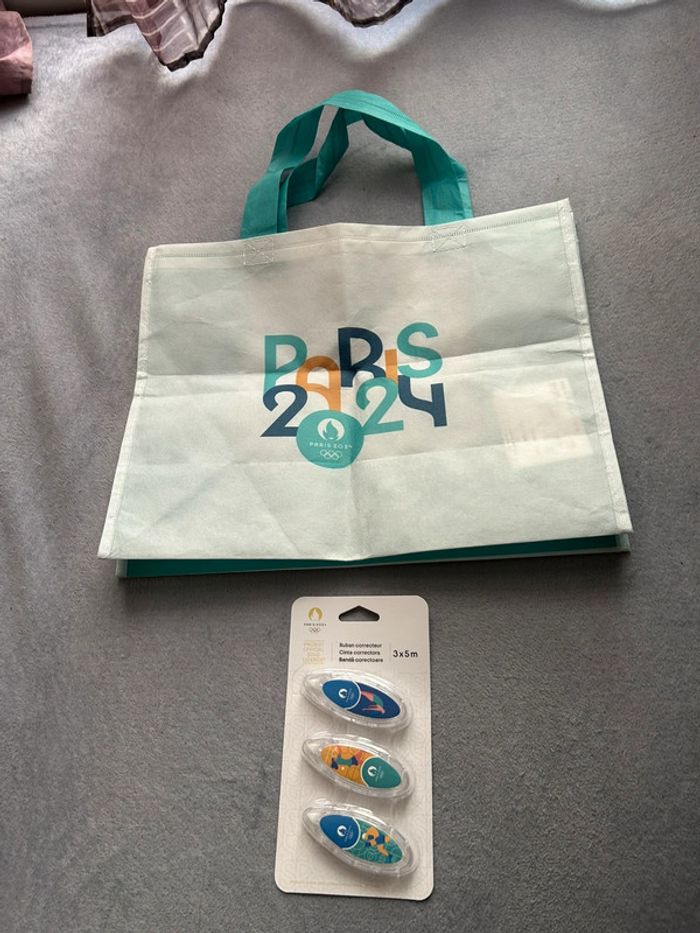 PARIS
2024
PARIS 2024
PARIS 2024
Ruban correcteur
Cinta correctora
Bandă corectoare
3x5m